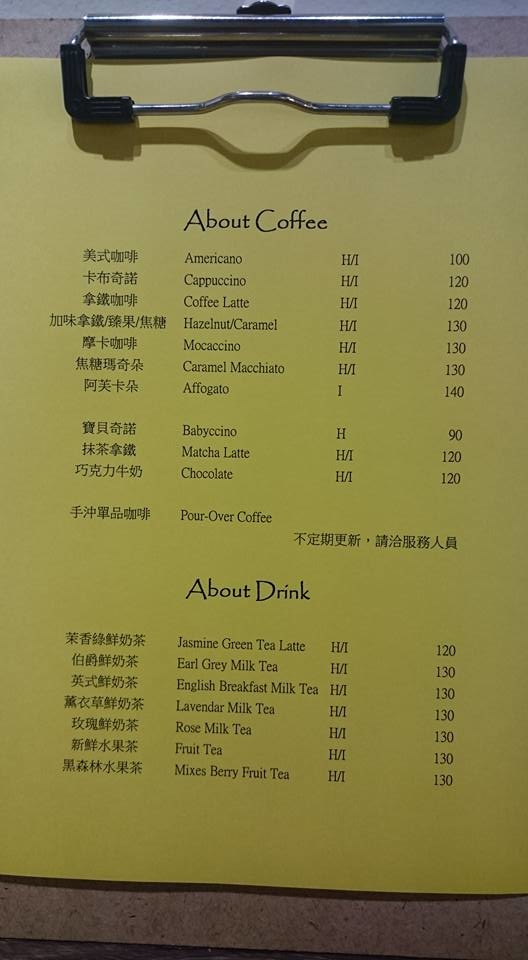 About Coffee
美式咖啡 Americano H/I 100
卡布奇諾 Cappuccino H/I 120
拿鐵咖啡 Coffee Latte H/I 120
加味拿鐵/臻果/焦糖 Hazelnut/Caramel H/I 130
摩卡咖啡 Mocaccino H/I 130
焦糖瑪奇朵 Caramel Macchiato H/I 130
阿芙卡朵 Affogato I 140
寶貝奇諾 Babyccino H 90
抹茶拿鐵 Matcha Latte H/I 120
巧克力牛奶 Chocolate H/I 120
手沖單品咖啡 Pour-Over Coffee
不定期更新，請洽服務人員
About Drink
茉香綠鮮奶茶 Jasmine Green Tea Latte H/I 120
伯爵鮮奶茶 Earl Grey Milk Tea H/I 130
英式鮮奶茶 English Breakfast Milk Tea H/I 130
薰衣草鮮奶茶 Lavendar Milk Tea H/I 130
玫瑰鮮奶茶 Rose Milk Tea H/I 130
新鮮水果茶 Fruit Tea H/I 130
黑森林水果茶 Mixes Berry Fruit Tea H/I 130